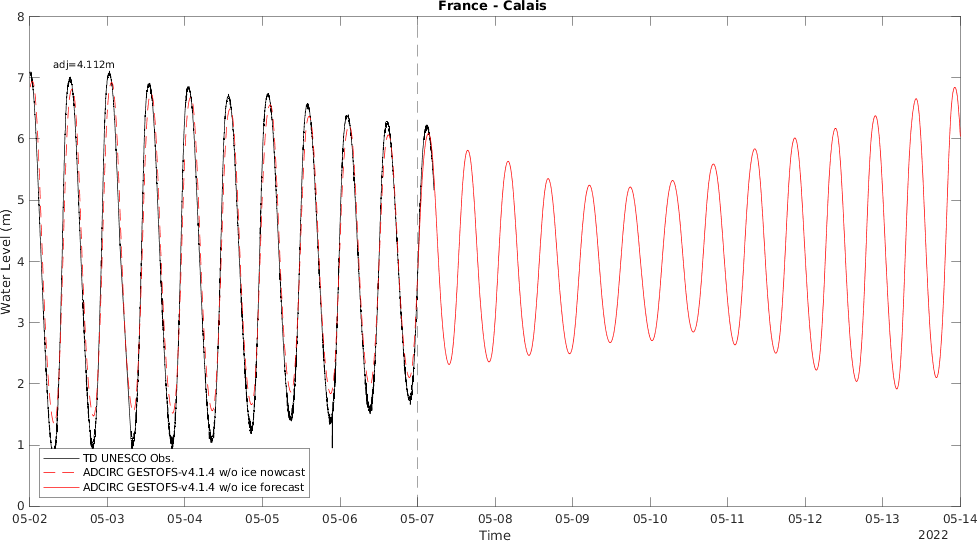 France - Calais
8
7
6
5
4
3
2
1
0
Water Level (m)
adj=4.112m
TD UNESCO Obs.
ADCIRC GESTOFS-v4.1.4 w/o ice nowcast
ADCIRC GESTOFS-v4.1.4 w/o ice forecast
05-02 05-03 05-04 05-05 05-06 05-07 05-08 05-09 05-10 05-11 05-12 05-13 05-14
Time
2022